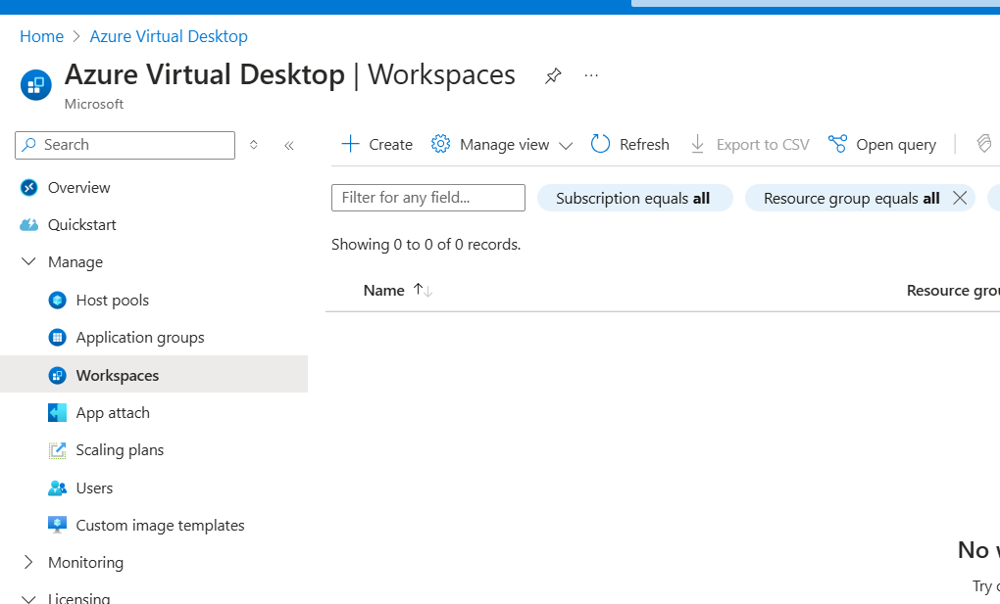 Home > Azure Virtual Desktop
Azure Virtual Desktop | Workspaces ...
Microsoft
Search
Create Manage view Refresh Export to CSV Open query
Overview
Quickstart
Manage
Host pools
Application groups
Workspaces
App attach
Scaling plans
Users
Custom image templates
Monitoring
Licensing
Filter for any field... Subscription equals all Resource group equals all
Showing 0 to 0 of 0 records.
Name Resource grou
No
Try